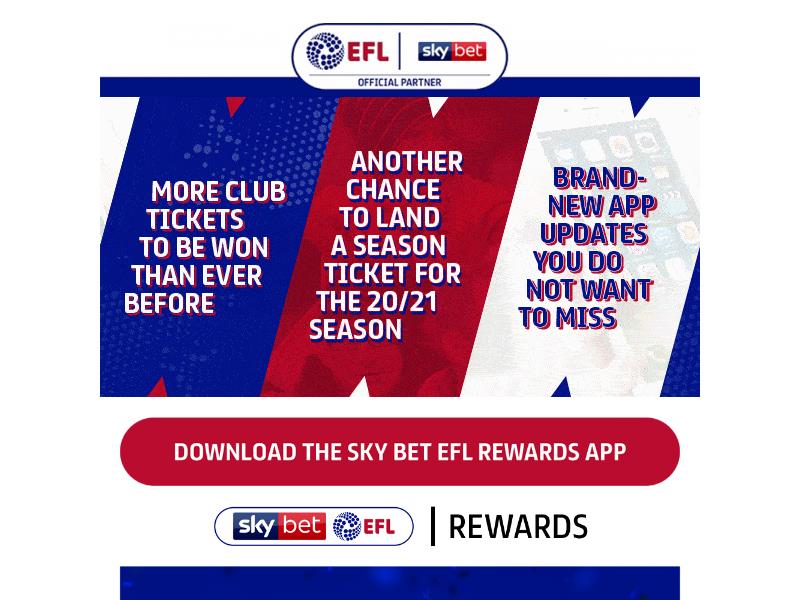 EFL
sky bet
OFFICIAL PARTNER
MORE CLUB
TICKETS
TO BE WON
THAN EVER
BEFORE
ANOTHER
CHANCE
TO LAND
A SEASON
TICKET FOR
THE 20/21
SEASON
BRAND-
NEW APP
UPDATES
YOU DO
NOT WANT
TO MISS
DOWNLOAD THE SKY BET EFL REWARDS APP
sky bet EFL REWARDS